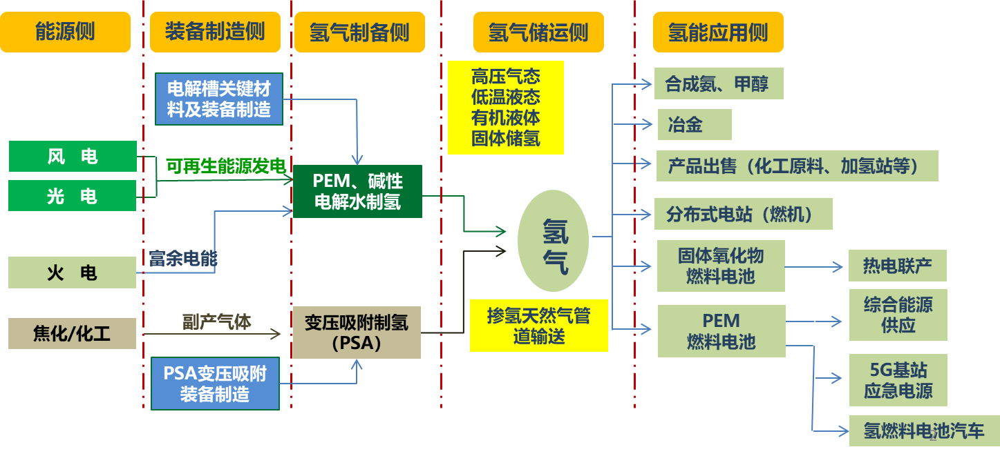 能源侧
装备制造侧
氢气制备侧
氢气储运侧
氢能应用侧
电解槽关键材
料及装备制造
风 电
光 电
可再生能源发电
PEM、碱性
电解水制氢
富余电能
火 电
焦化/化工
副产气体
变压吸附制氢
（PSA）
PSA变压吸附
装备制造
高压气态
低温液态
有机液体
固体储氢
氢
气
掺氢天然气管
道输送
合成氨、甲醇
冶金
产品出售（化工原料、加氢站等）
分布式电站（燃机）
固体氧化物
燃料电池
热电联产
PEM
燃料电池
综合能源
供应
5G基站
应急电源
氢燃料电池汽车
2